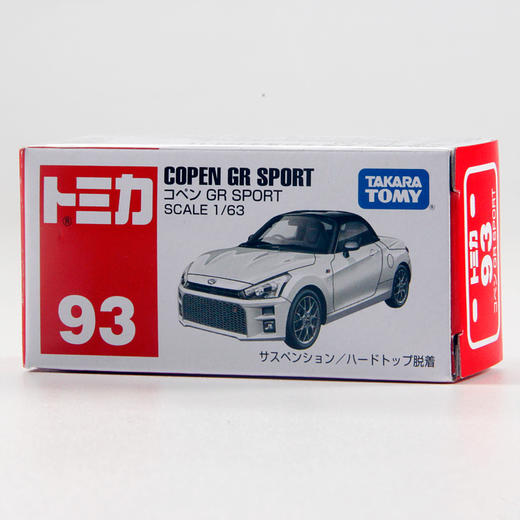 トミカ®
93
COPEN GR SPORT
コペン GR SPORT
SCALE 1/63
TAKARA
TOMY®
サスペンション／ハードトップ脱着
トミカ
93
コペン GR SPORT